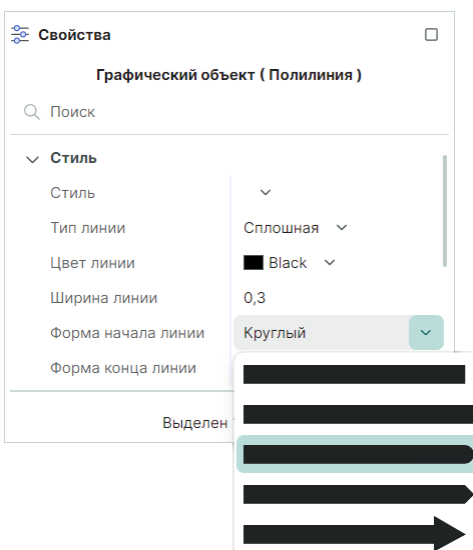 Свойства
Графический объект ( Полилиния )
Поиск
Стиль
Стиль
Тип линии Сплошная
Цвет линии Black
Ширина линии 0,3
Форма начала линии Круглый
Форма конца линии
Выделен